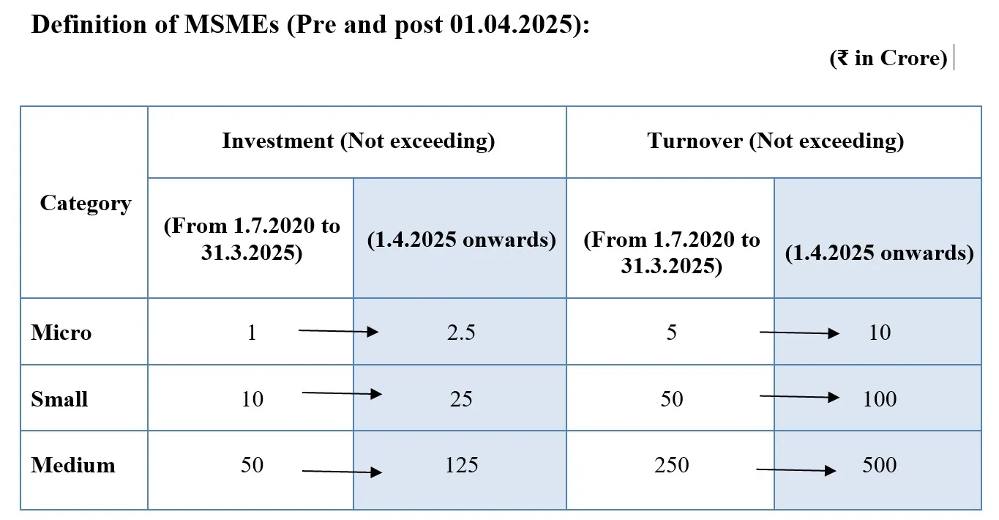 Definition of MSMEs (Pre and post 01.04.2025):
(₹ in Crore)
Category
Investment (Not exceeding)
Turnover (Not exceeding)
(From 1.7.2020 to
31.3.2025)
(1.4.2025 onwards)
(From 1.7.2020 to
31.3.2025)
(1.4.2025 onwards)
Micro 1 2.5 5 10
Small 10 25 50 100
Medium 50 125 250 500